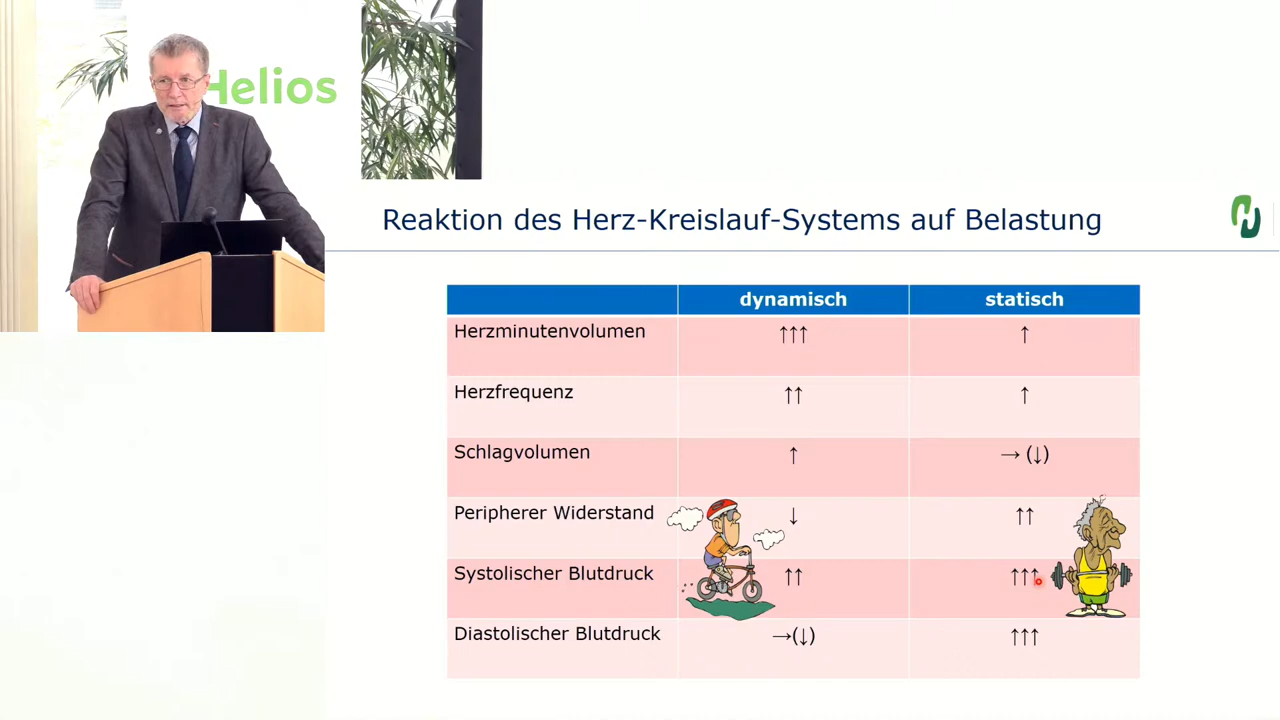 Helios
Reaktion des Herz-Kreislauf-Systems auf Belastung
dynamisch statisch
Herzminutenvolumen ↑↑↑ ↑
Herzfrequenz ↑↑ ↑
Schlagvolumen ↑ → (↓)
Peripherer Widerstand ↓ ↑↑
Systolischer Blutdruck ↑↑ ↑↑↑
Diastolischer Blutdruck →(↓) ↑↑↑